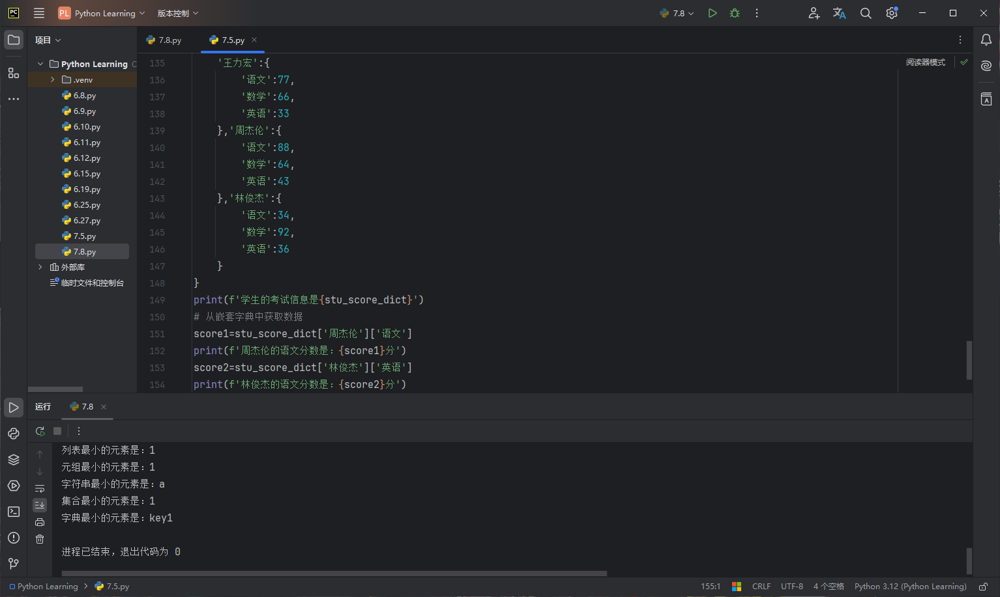 PC PL Python Learning 版本控制 7.8
项目
7.8.py 7.5.py
Python Learning
.venv
6.8.py
6.9.py
6.10.py
6.11.py
6.12.py
6.15.py
6.19.py
6.25.py
6.27.py
7.5.py
7.8.py
外部库
临时文件和控制台
阅读器模式
135 '王力宏':{
136 '语文':77,
137 '数学':66,
138 '英语':33
139 },'周杰伦':{
140 '语文':88,
141 '数学':64,
142 '英语':43
143 },'林俊杰':{
144 '语文':34,
145 '数学':92,
146 '英语':36
147 }
148 }
149 print(f'学生的考试信息是{stu_score_dict}')
150 # 从嵌套字典中获取数据
151 score1=stu_score_dict['周杰伦']['语文']
152 print(f'周杰伦的语文分数是：{score1}分')
153 score2=stu_score_dict['林俊杰']['英语']
154 print(f'林俊杰的语文分数是：{score2}分')
运行 7.8
列表最小的元素是：1
元组最小的元素是：1
字符串最小的元素是：a
集合最小的元素是：1
字典最小的元素是：key1
进程已结束，退出代码为 0
Python Learning 7.5.py 155:1 CRLF UTF-8 4 个空格 Python 3.12 (Python Learning)